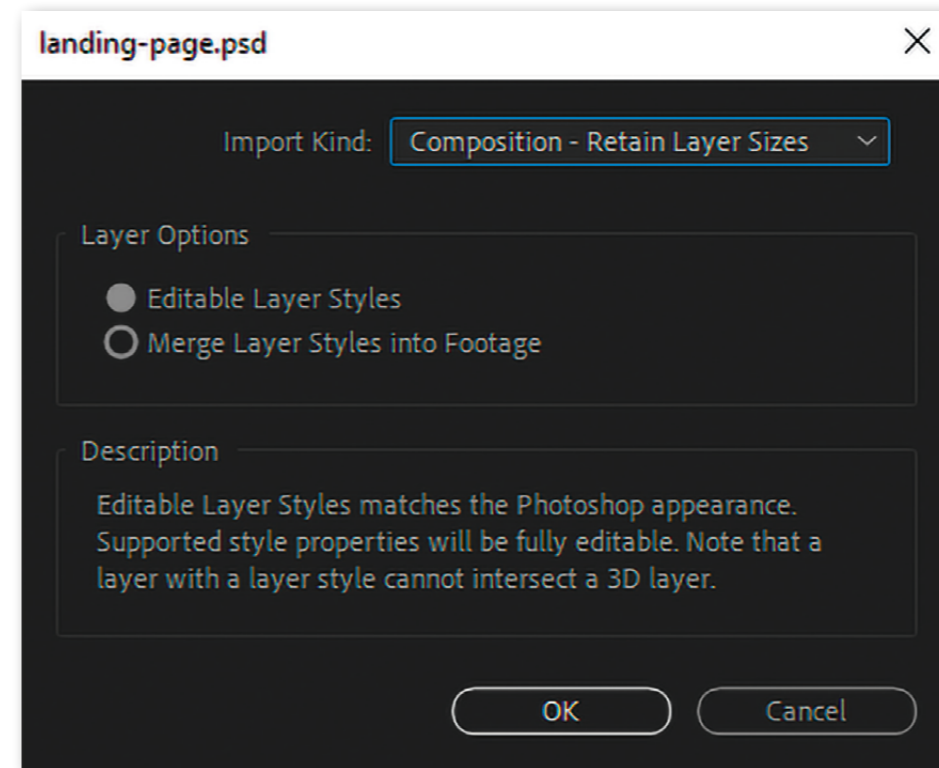 landing-page.psd
Import Kind: Composition - Retain Layer Sizes
Layer Options
Editable Layer Styles
Merge Layer Styles into Footage
Description
Editable Layer Styles matches the Photoshop appearance.
Supported style properties will be fully editable. Note that a
layer with a layer style cannot intersect a 3D layer.
OK Cancel